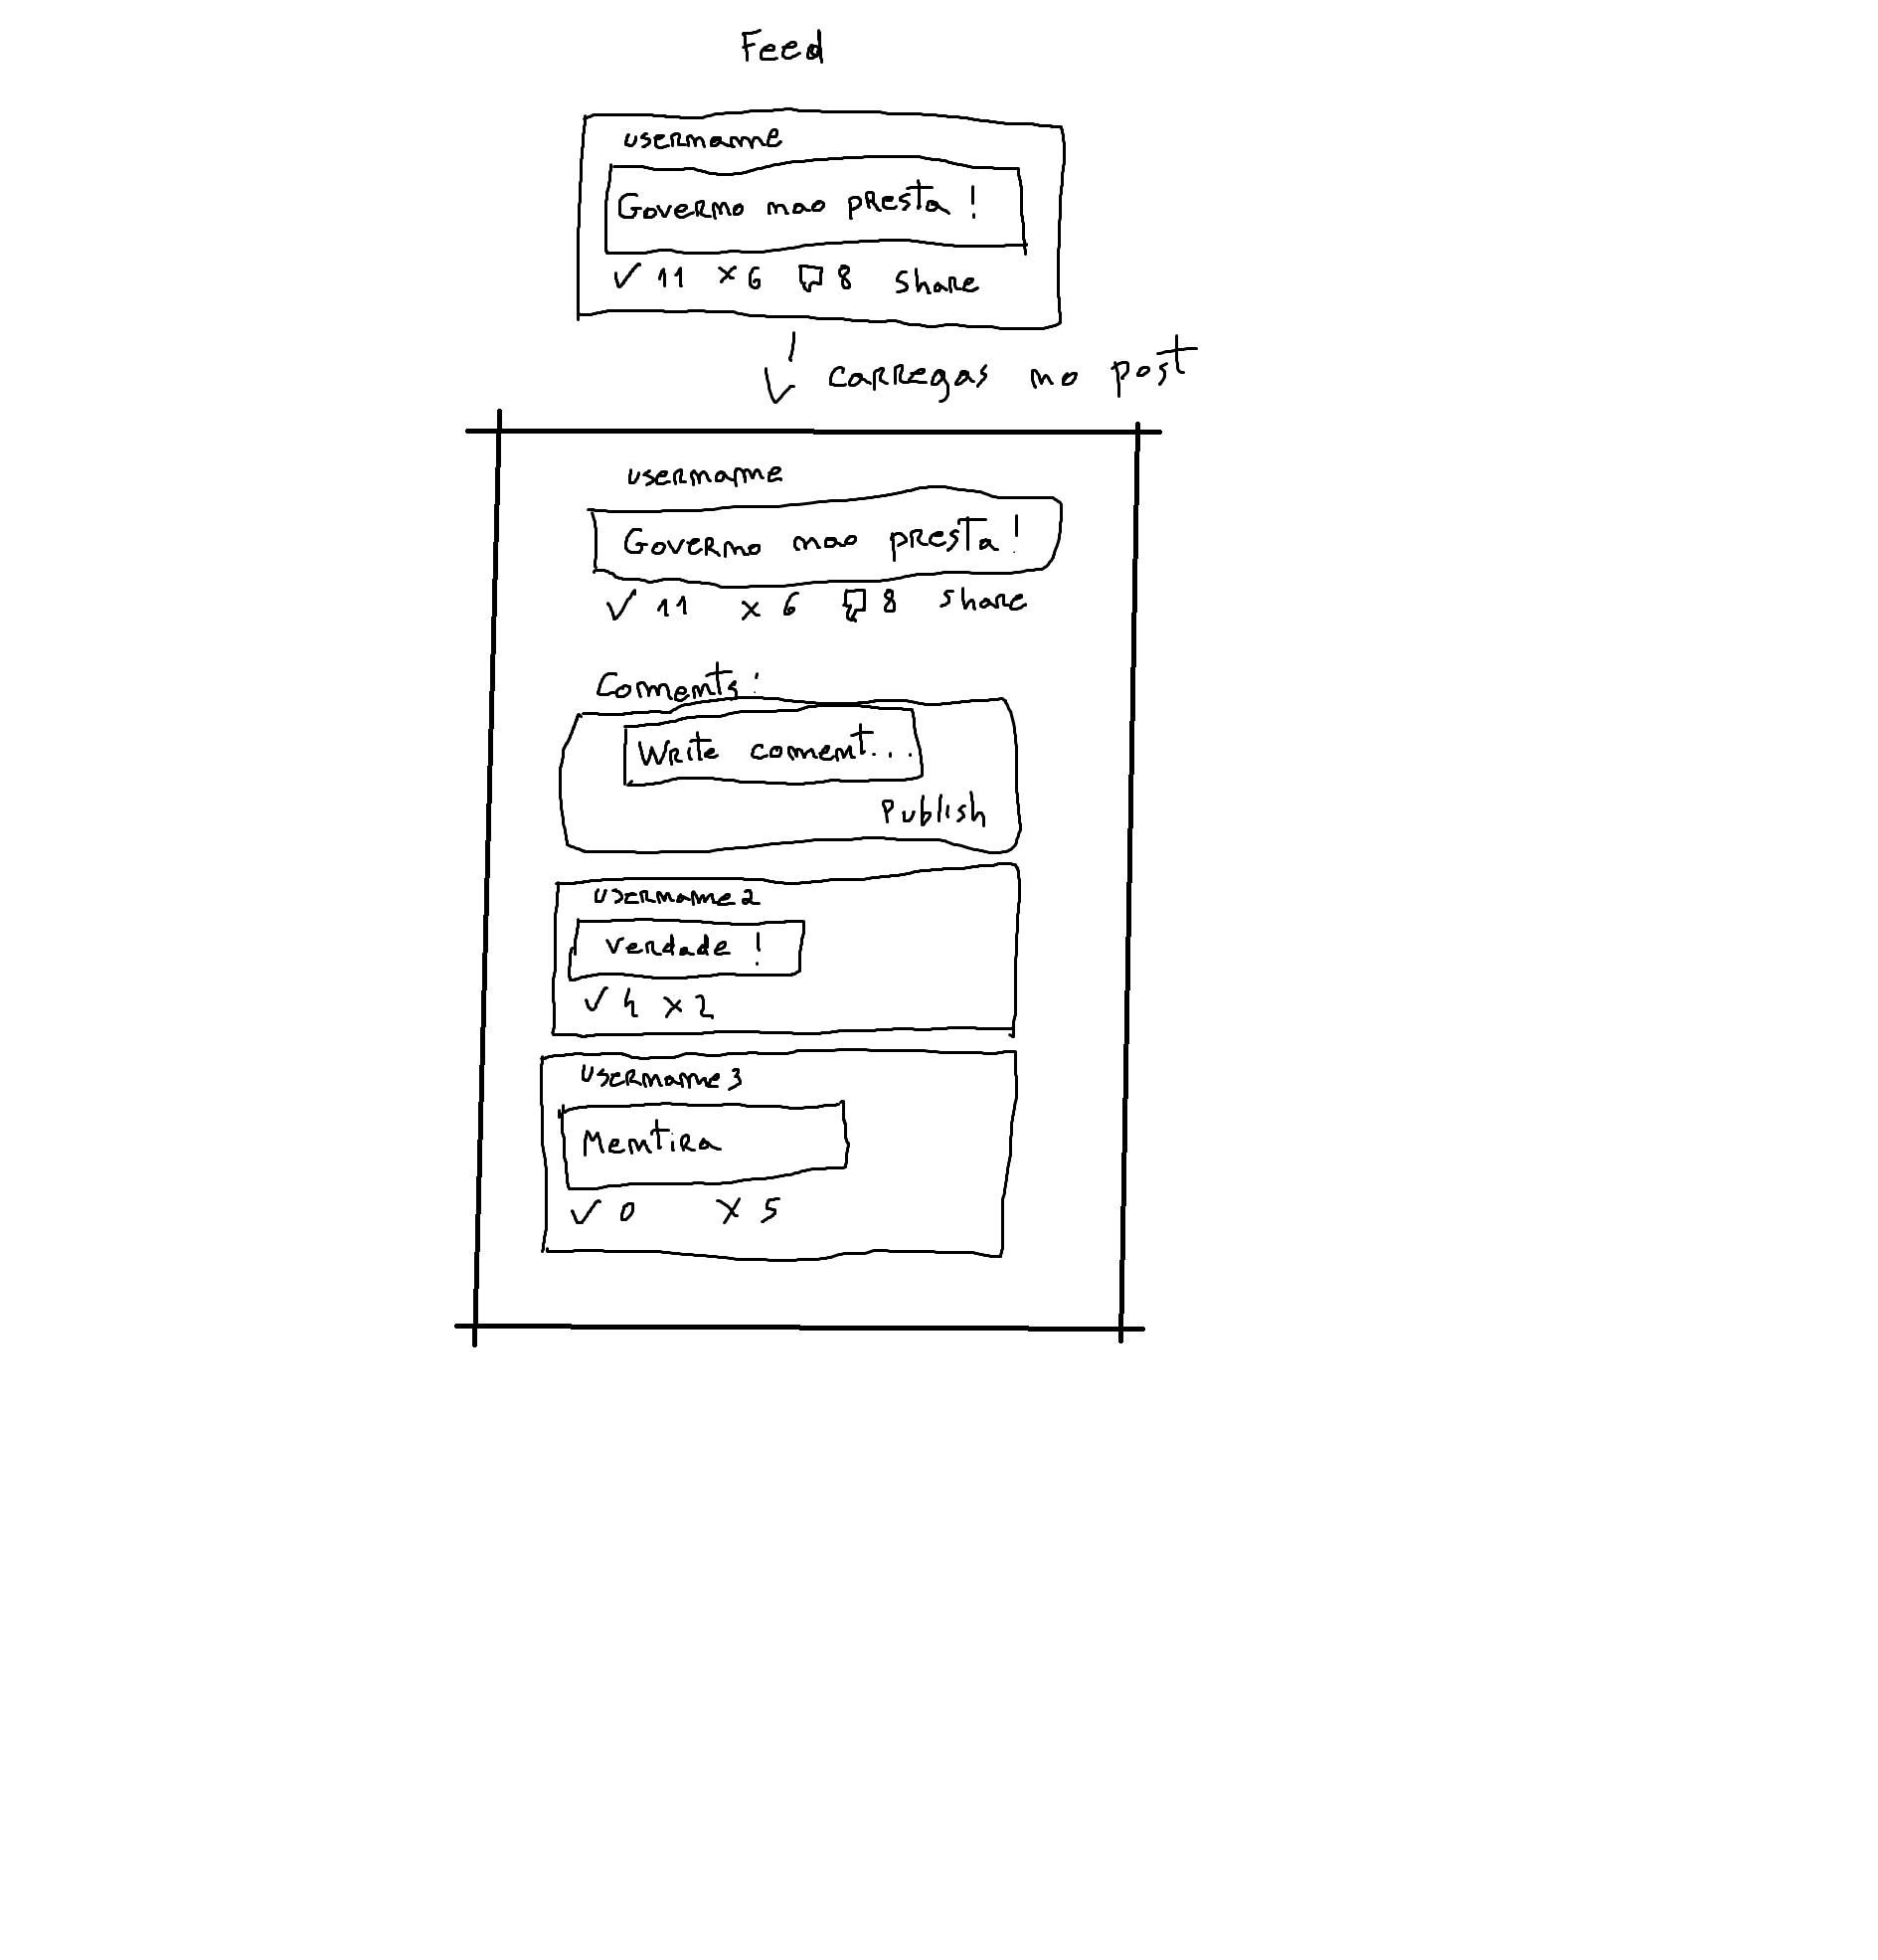 Feed
username
Governo nao presta !
✓ 11 x 6 8 share
carregas no post
username
Governo nao presta !
✓ 11 x 6 8 share
Coments :
Write coment...
Publish
username2
verdade !
✓ 4 x 2
username3
Mentira
✓ 0 x 5